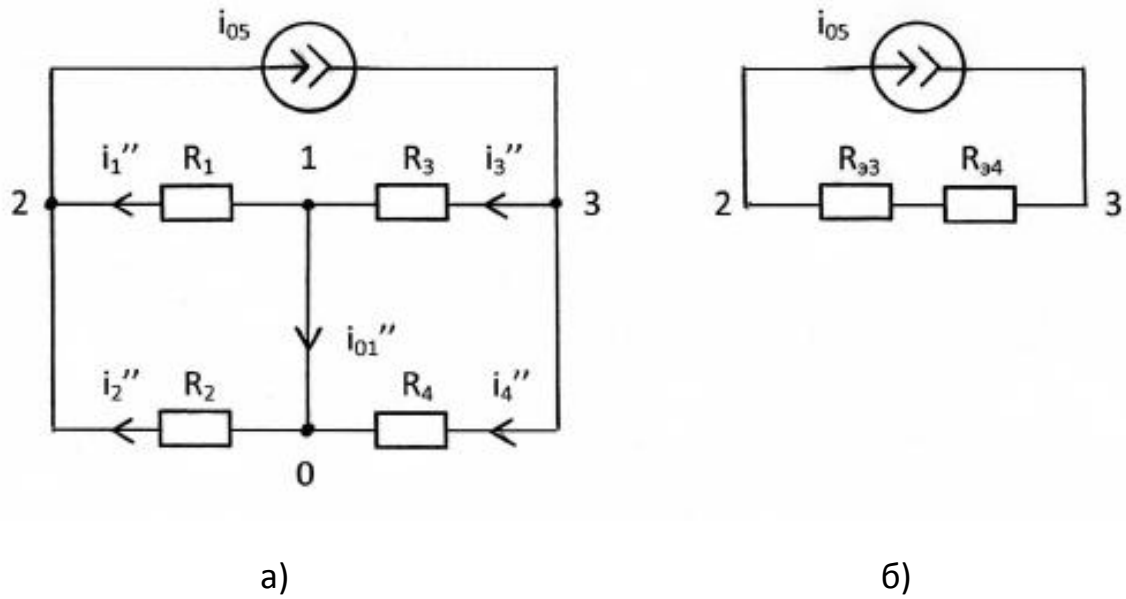 i₀₅
i₀₅
i₁′′ R₁ 1 R₃ i₃′′
Rэ3 Rэ4
2 3
2 3
i₀₁′′
i₂′′ R₂ R₄ i₄′′
0
а) б)